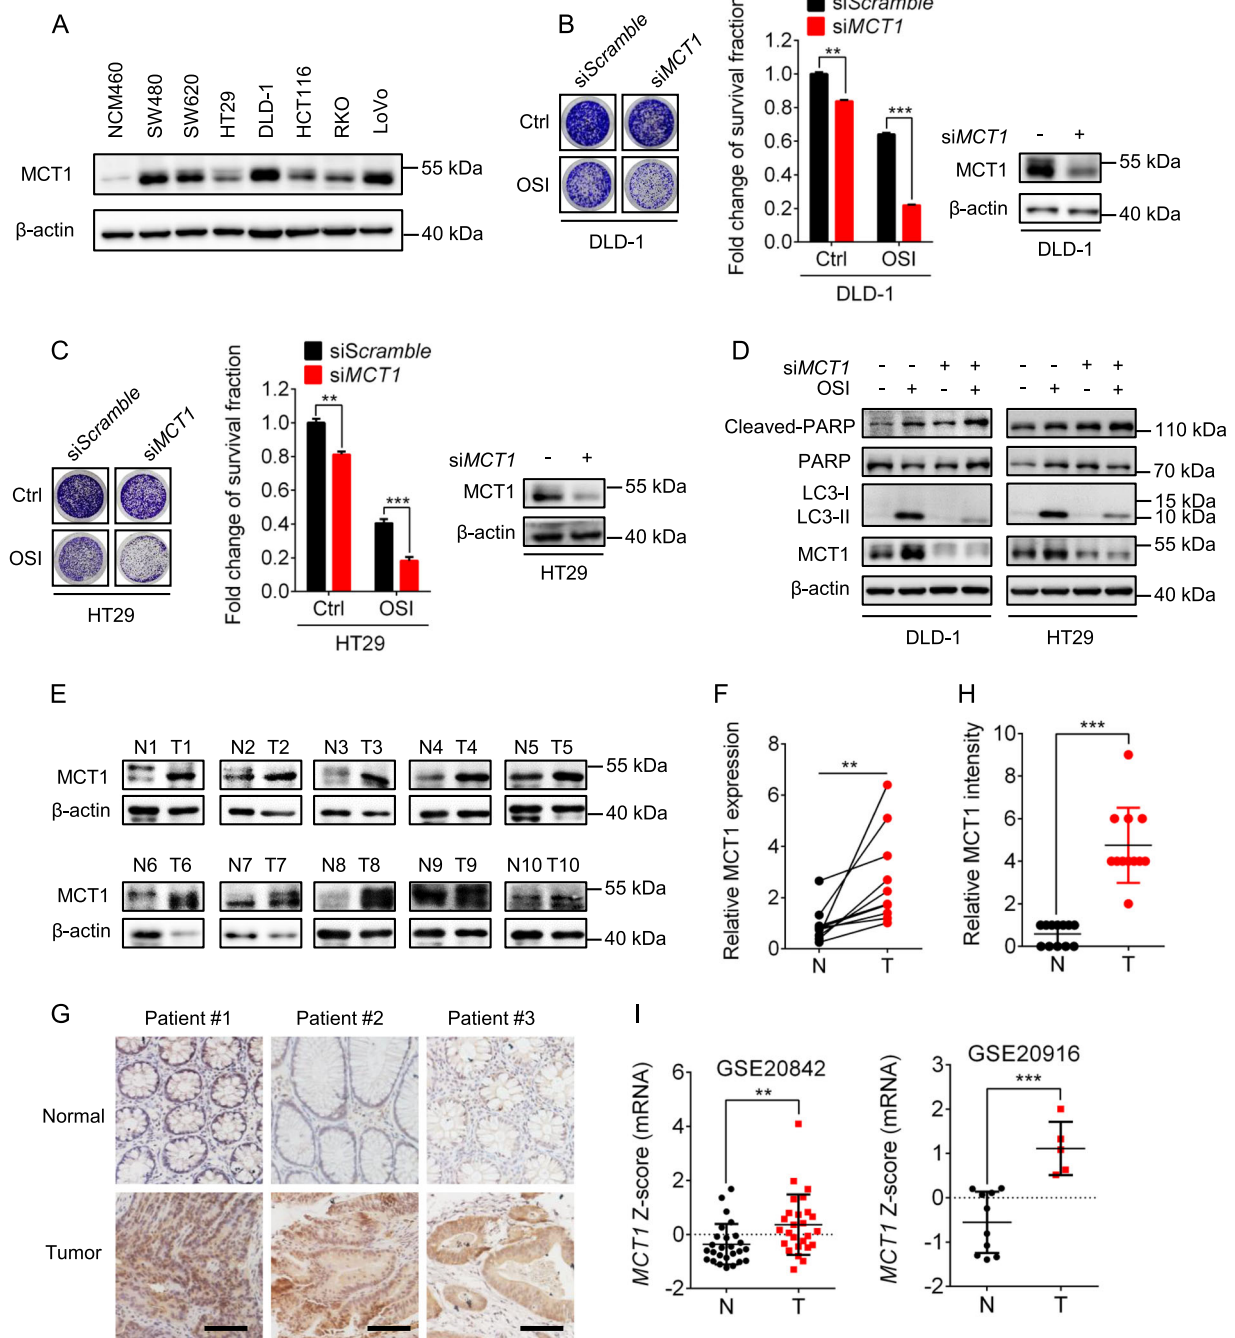 A
NCM460 SW480 SW620 HT29 DLD-1 HCT116 RKO LoVo
MCT1 55 kDa
β-actin 40 kDa
B
siScramble siMCT1
Ctrl
OSI
DLD-1
siScramble
siMCT1
Fold change of survival fraction
1.2
1.0
0.8
0.6
0.4
0.2
0.0
** ***
Ctrl OSI
DLD-1
siMCT1 - +
MCT1 55 kDa
β-actin 40 kDa
DLD-1
C
siScramble siMCT1
Ctrl
OSI
HT29
siScramble
siMCT1
Fold change of survival fraction
1.2
1.0
0.8
0.6
0.4
0.2
0.0
** ***
Ctrl OSI
HT29
siMCT1 - +
MCT1 55 kDa
β-actin 40 kDa
HT29
D
siMCT1 - - + + - - + +
OSI - + - + - + - +
Cleaved-PARP 110 kDa
PARP 70 kDa
LC3-I 15 kDa
LC3-II 10 kDa
MCT1 55 kDa
β-actin 40 kDa
DLD-1 HT29
E
N1 T1 N2 T2 N3 T3 N4 T4 N5 T5
MCT1 55 kDa
β-actin 40 kDa
N6 T6 N7 T7 N8 T8 N9 T9 N10 T10
MCT1 55 kDa
β-actin 40 kDa
F
Relative MCT1 expression
8
6
4
2
0
**
N T
H
Relative MCT1 intensity
10
8
6
4
2
0
***
N T
G
Patient #1 Patient #2 Patient #3
Normal
Tumor
I
GSE20842
MCT1 Z-score (mRNA)
6
4
2
0
-2
**
N T
GSE20916
MCT1 Z-score (mRNA)
3
2
1
0
-1
-2
***
N T